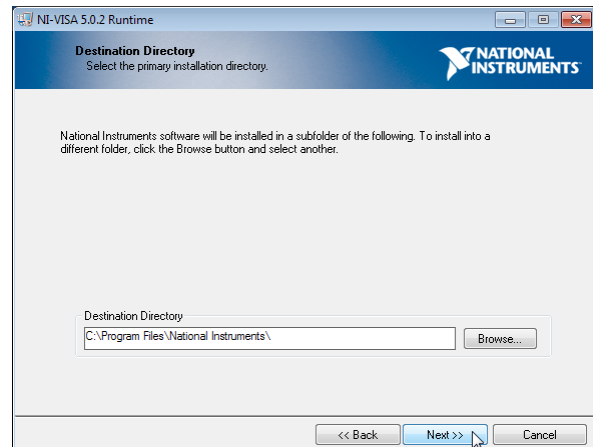 NI-VISA 5.0.2 Runtime
Destination Directory
Select the primary installation directory.
NATIONAL
INSTRUMENTS
National Instruments software will be installed in a subfolder of the following. To install into a
different folder, click the Browse button and select another.
Destination Directory
C:\Program Files\National Instruments\
Browse...
<< Back
Next >>
Cancel